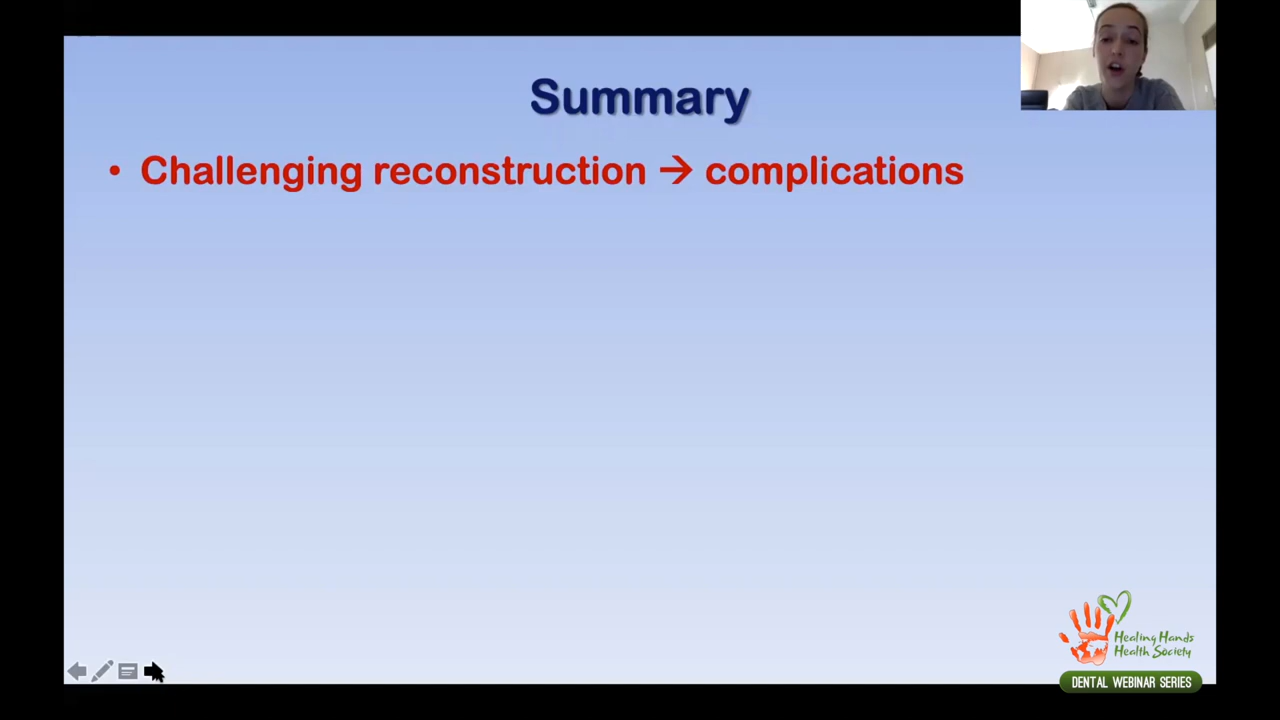 Summary
• Challenging reconstruction → complications
Healing Hands
Health Society
DENTAL WEBINAR SERIES